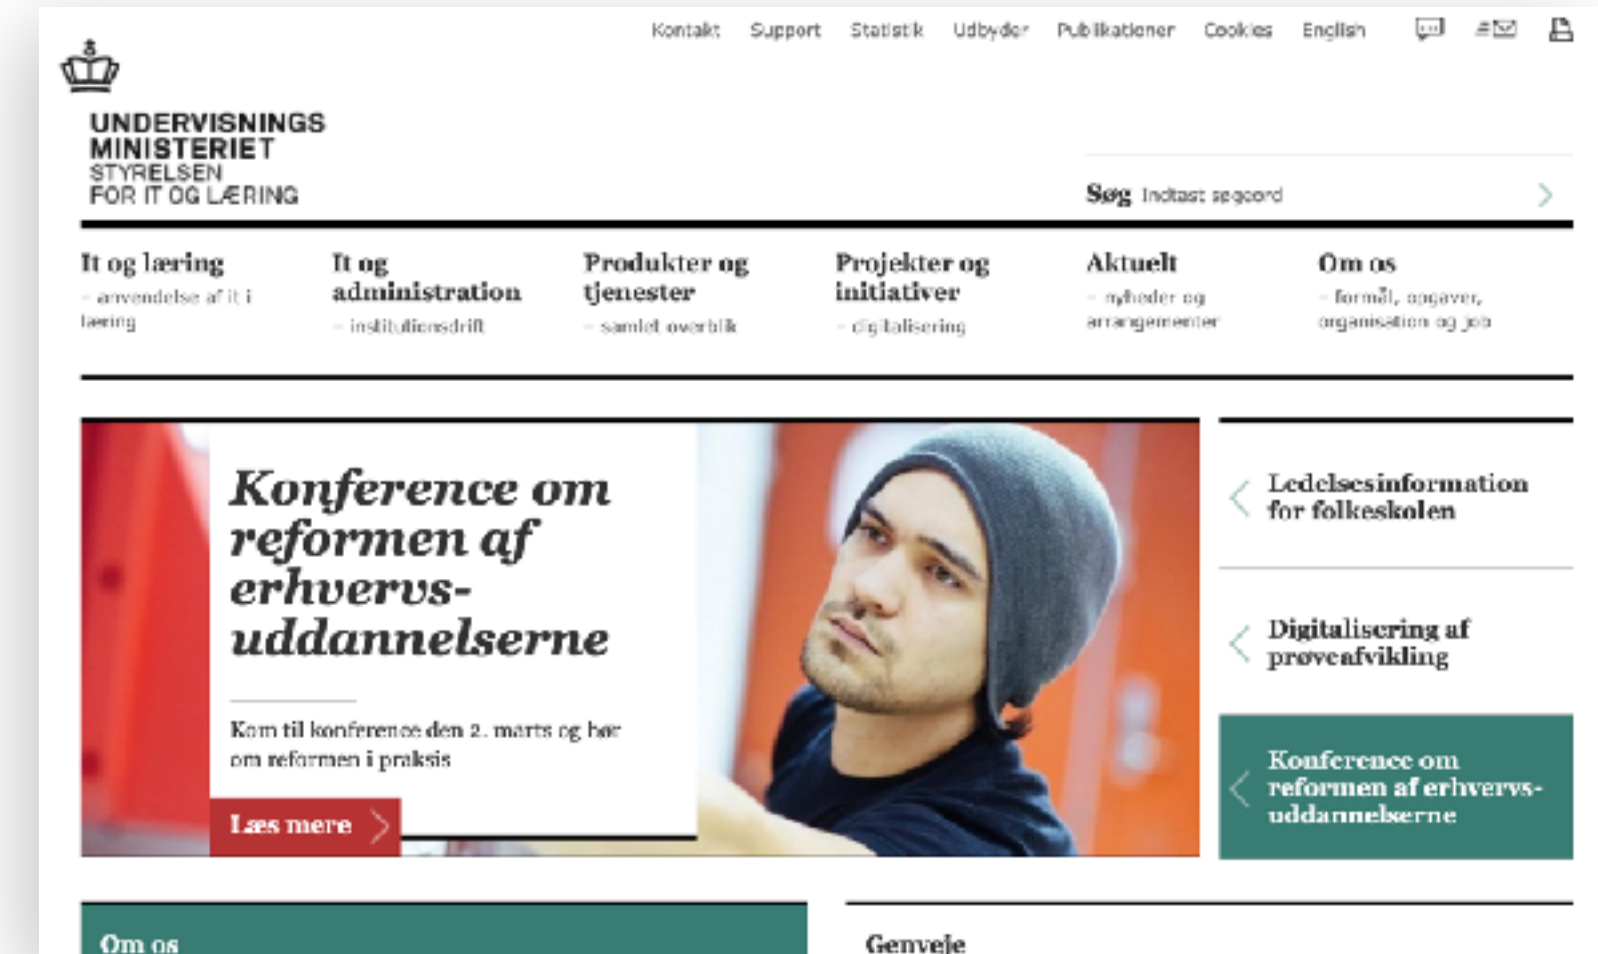 Kontakt Support Statistik Udbyder Publikationer Cookies English
UNDERVISNINGS
MINISTERIET
STYRELSEN
FOR IT OG LÆRING
Søg Indtast søgeord
It og læring
– anvendelse af it i
læring
It og
administration
– institutionsdrift
Produkter og
tjenester
– samlet overblik
Projekter og
initiativer
– digitalisering
Aktuelt
– nyheder og
arrangementer
Om os
– formål, opgaver,
organisation og job
Konference om
reformen af
erhvervs-
uddannelserne
Kom til konference den 2. marts og hør
om reformen i praksis
Læs mere
Ledelsesinformation
for folkeskolen
Digitalisering af
prøveafvikling
Konference om
reformen af erhvervs-
uddannelserne
Om os
Genveje